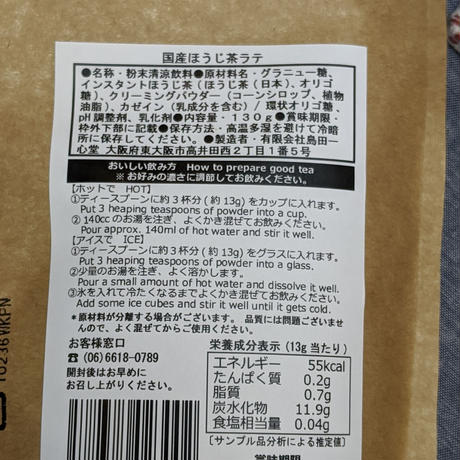 国産ほうじ茶ラテ
●名称・粉末清涼飲料●原材料名・グラニュー糖、
インスタントほうじ茶（ほうじ茶（日本）、オリゴ
糖）、クリーミングパウダー（コーンシロップ、植物
油脂）、カゼイン（乳成分を含む）/ 環状オリゴ糖、
pH調整剤、乳化剤●内容量・１３０ｇ●賞味期限・
枠外下部に記載●保存方法・高温多湿を避けて冷暗
所に保存してください。●製造者・有限会社島田一
心堂 大阪府東大阪市高井田西２丁目１番５号
おいしい飲み方 How to prepare good tea
※ お好みの濃さに調節してお飲みください。
【ホットで HOT】
①ティースプーンに約３杯分（約13g）をカップに入れます。
Put 3 heaping teaspoons of powder into a cup.
② 140cc のお湯を注ぎ、よくかき混ぜてお飲みください。
Pour approx. 140ml of hot water and stir it well.
【アイスで ICE】
①ティースプーンに約３杯分（約13g）をグラスに入れます。
Put 3 heaping teaspoons of powder into a glass.
②少量のお湯を注ぎ、よく溶かします。
Pour a small amount of hot water and dissolve it well.
③氷を入れて冷たくなるまでよくかき混ぜてお飲みください。
Add some ice cubes and stir it well until it gets cold.
＊原材料が分離する場合がございます。品質には問題ございませ
んので、よく混ぜてからご使用ください。
お客様窓口
☎ (06)6618-0789
開封後はお早めに
お召し上がりください。
栄養成分表示（13g 当たり）
エネルギー 55kcal
たんぱく質 0.2g
脂質 0.7g
炭水化物 11.9g
食塩相当量 0.04g
［サンプル品分析による推定値］
賞味期限